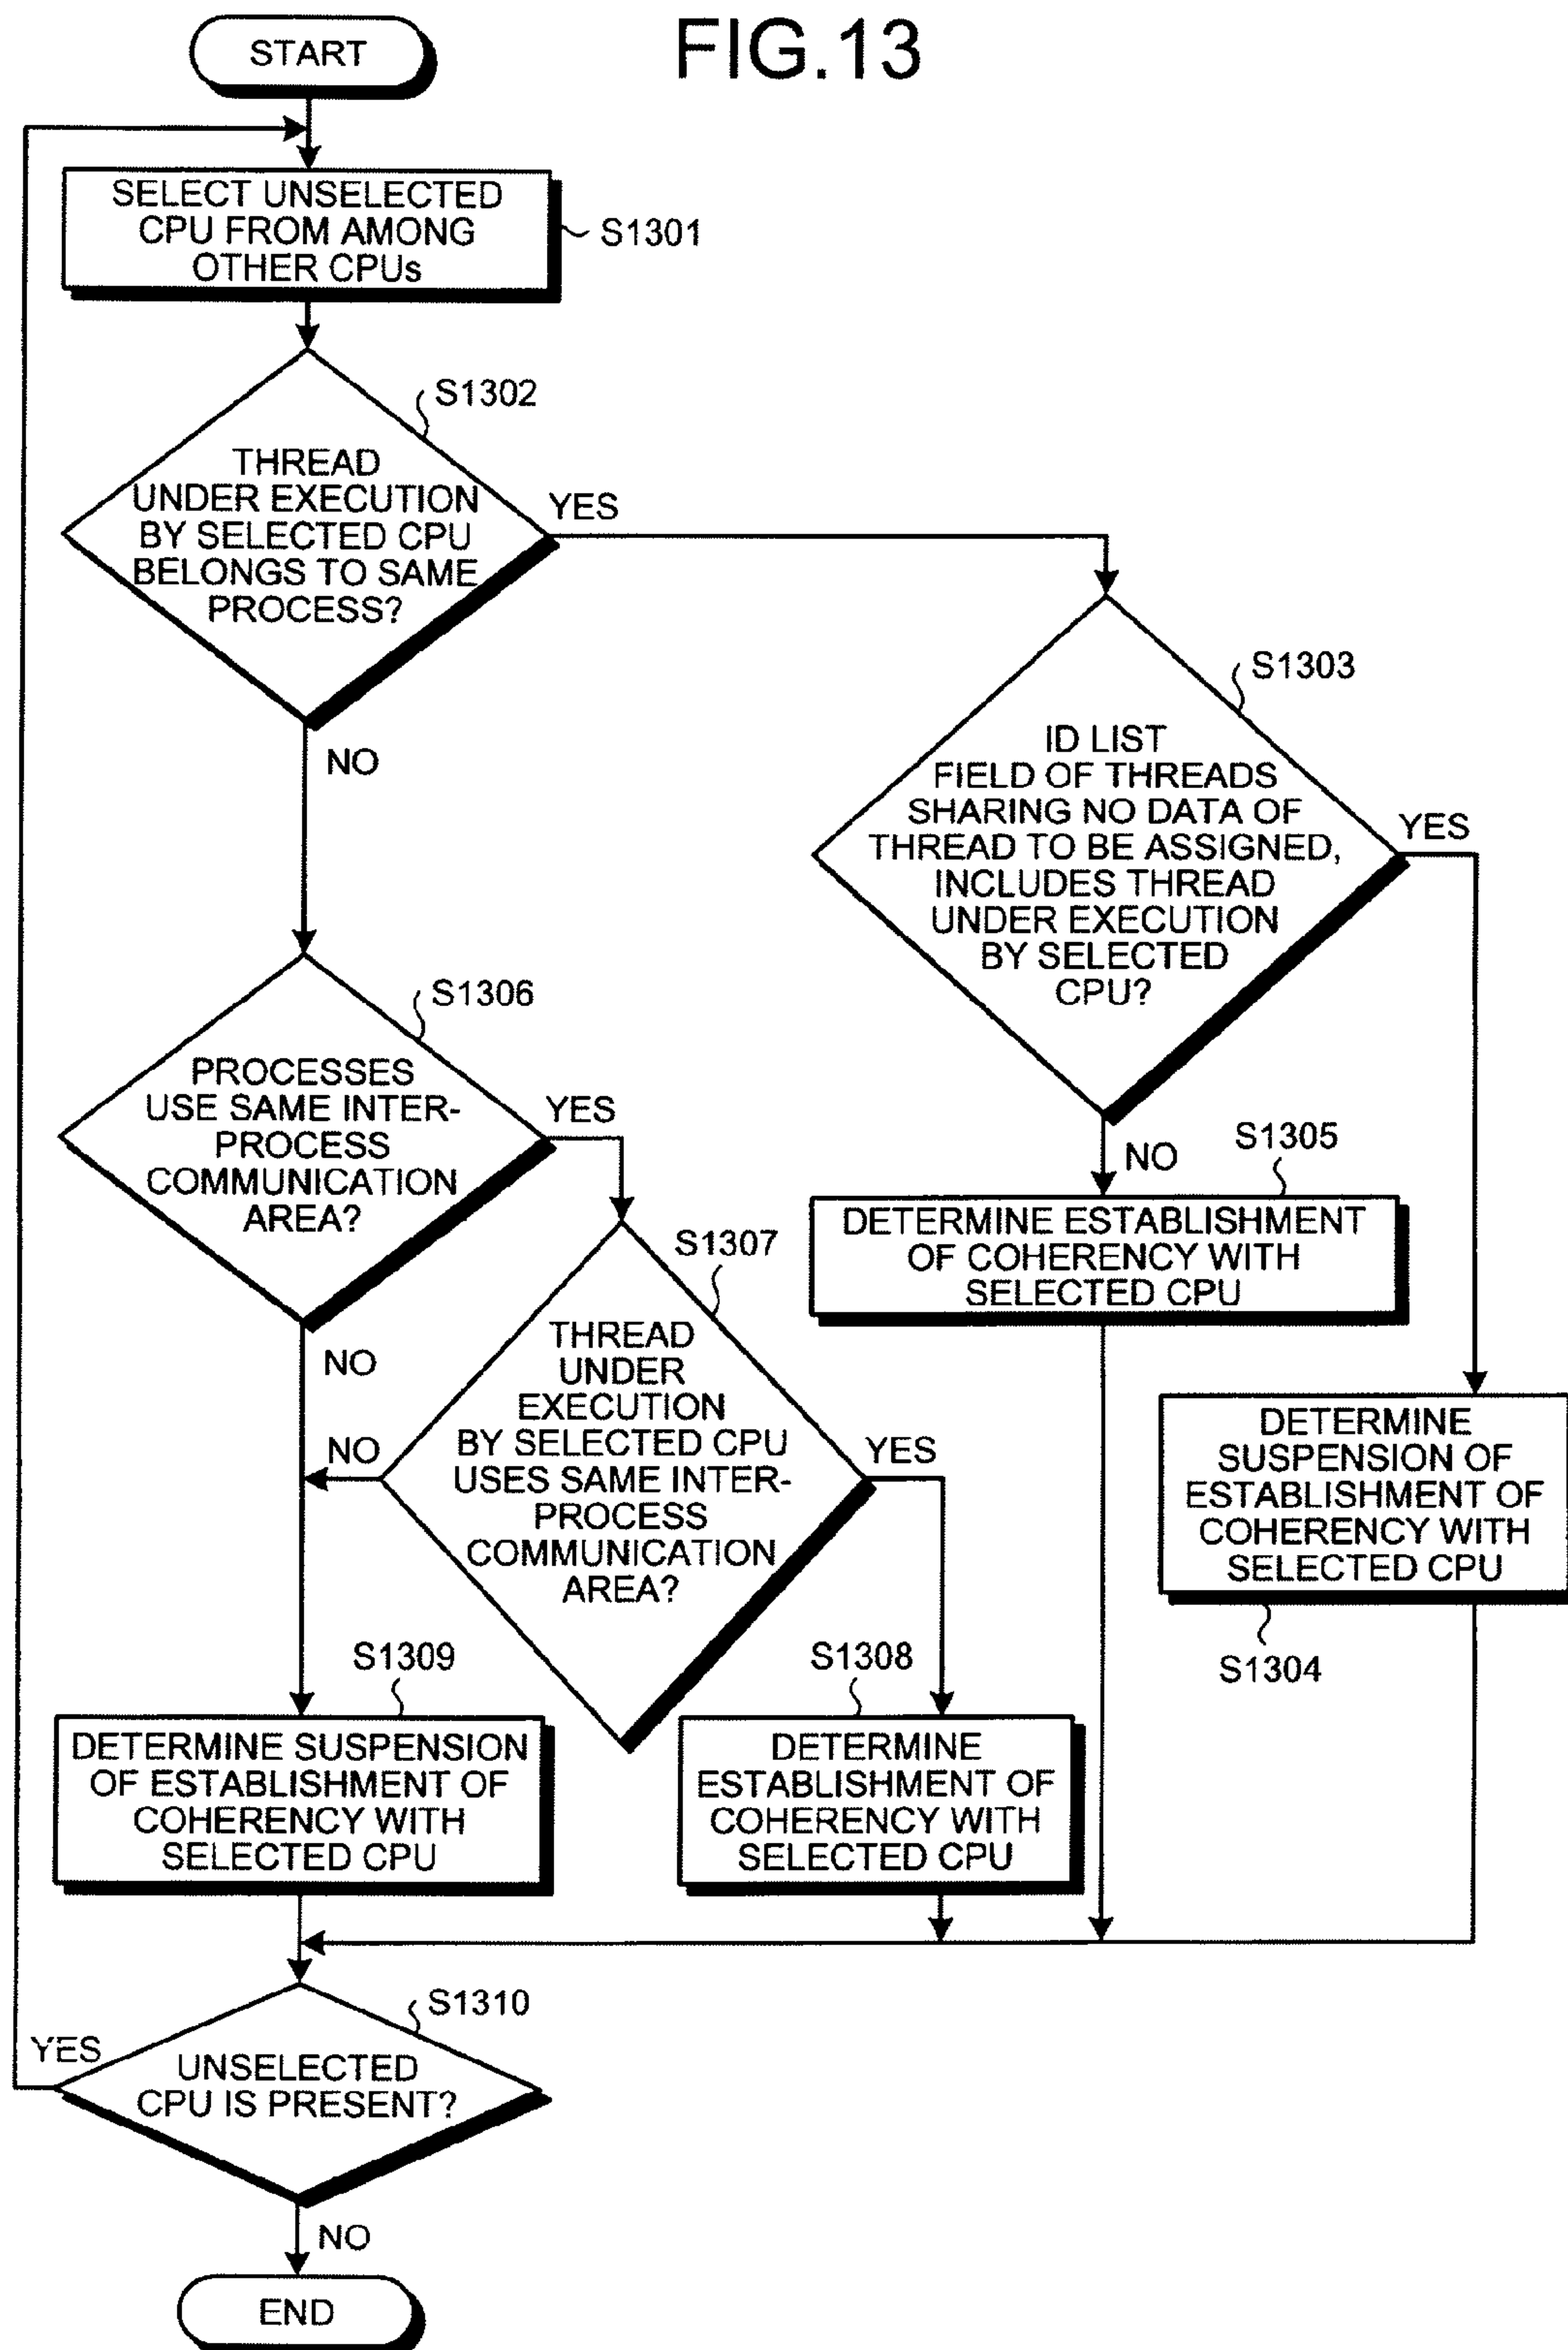 FIG.13
START
SELECT UNSELECTED
CPU FROM AMONG
OTHER CPUs
S1301
S1302
THREAD
UNDER EXECUTION
BY SELECTED CPU
BELONGS TO SAME
PROCESS?
YES
NO
S1303
ID LIST
FIELD OF THREADS
SHARING NO DATA OF
THREAD TO BE ASSIGNED,
INCLUDES THREAD
UNDER EXECUTION
BY SELECTED
CPU?
YES
NO
S1306
PROCESSES
USE SAME INTER-
PROCESS
COMMUNICATION
AREA?
YES
NO
S1305
DETERMINE ESTABLISHMENT
OF COHERENCY WITH
SELECTED CPU
S1307
THREAD
UNDER
EXECUTION
BY SELECTED CPU
USES SAME INTER-
PROCESS
COMMUNICATION
AREA?
NO
YES
DETERMINE
SUSPENSION OF
ESTABLISHMENT OF
COHERENCY WITH
SELECTED CPU
S1304
S1309
DETERMINE SUSPENSION
OF ESTABLISHMENT OF
COHERENCY WITH
SELECTED CPU
S1308
DETERMINE
ESTABLISHMENT OF
COHERENCY WITH
SELECTED CPU
S1310
YES
UNSELECTED
CPU IS PRESENT?
NO
END